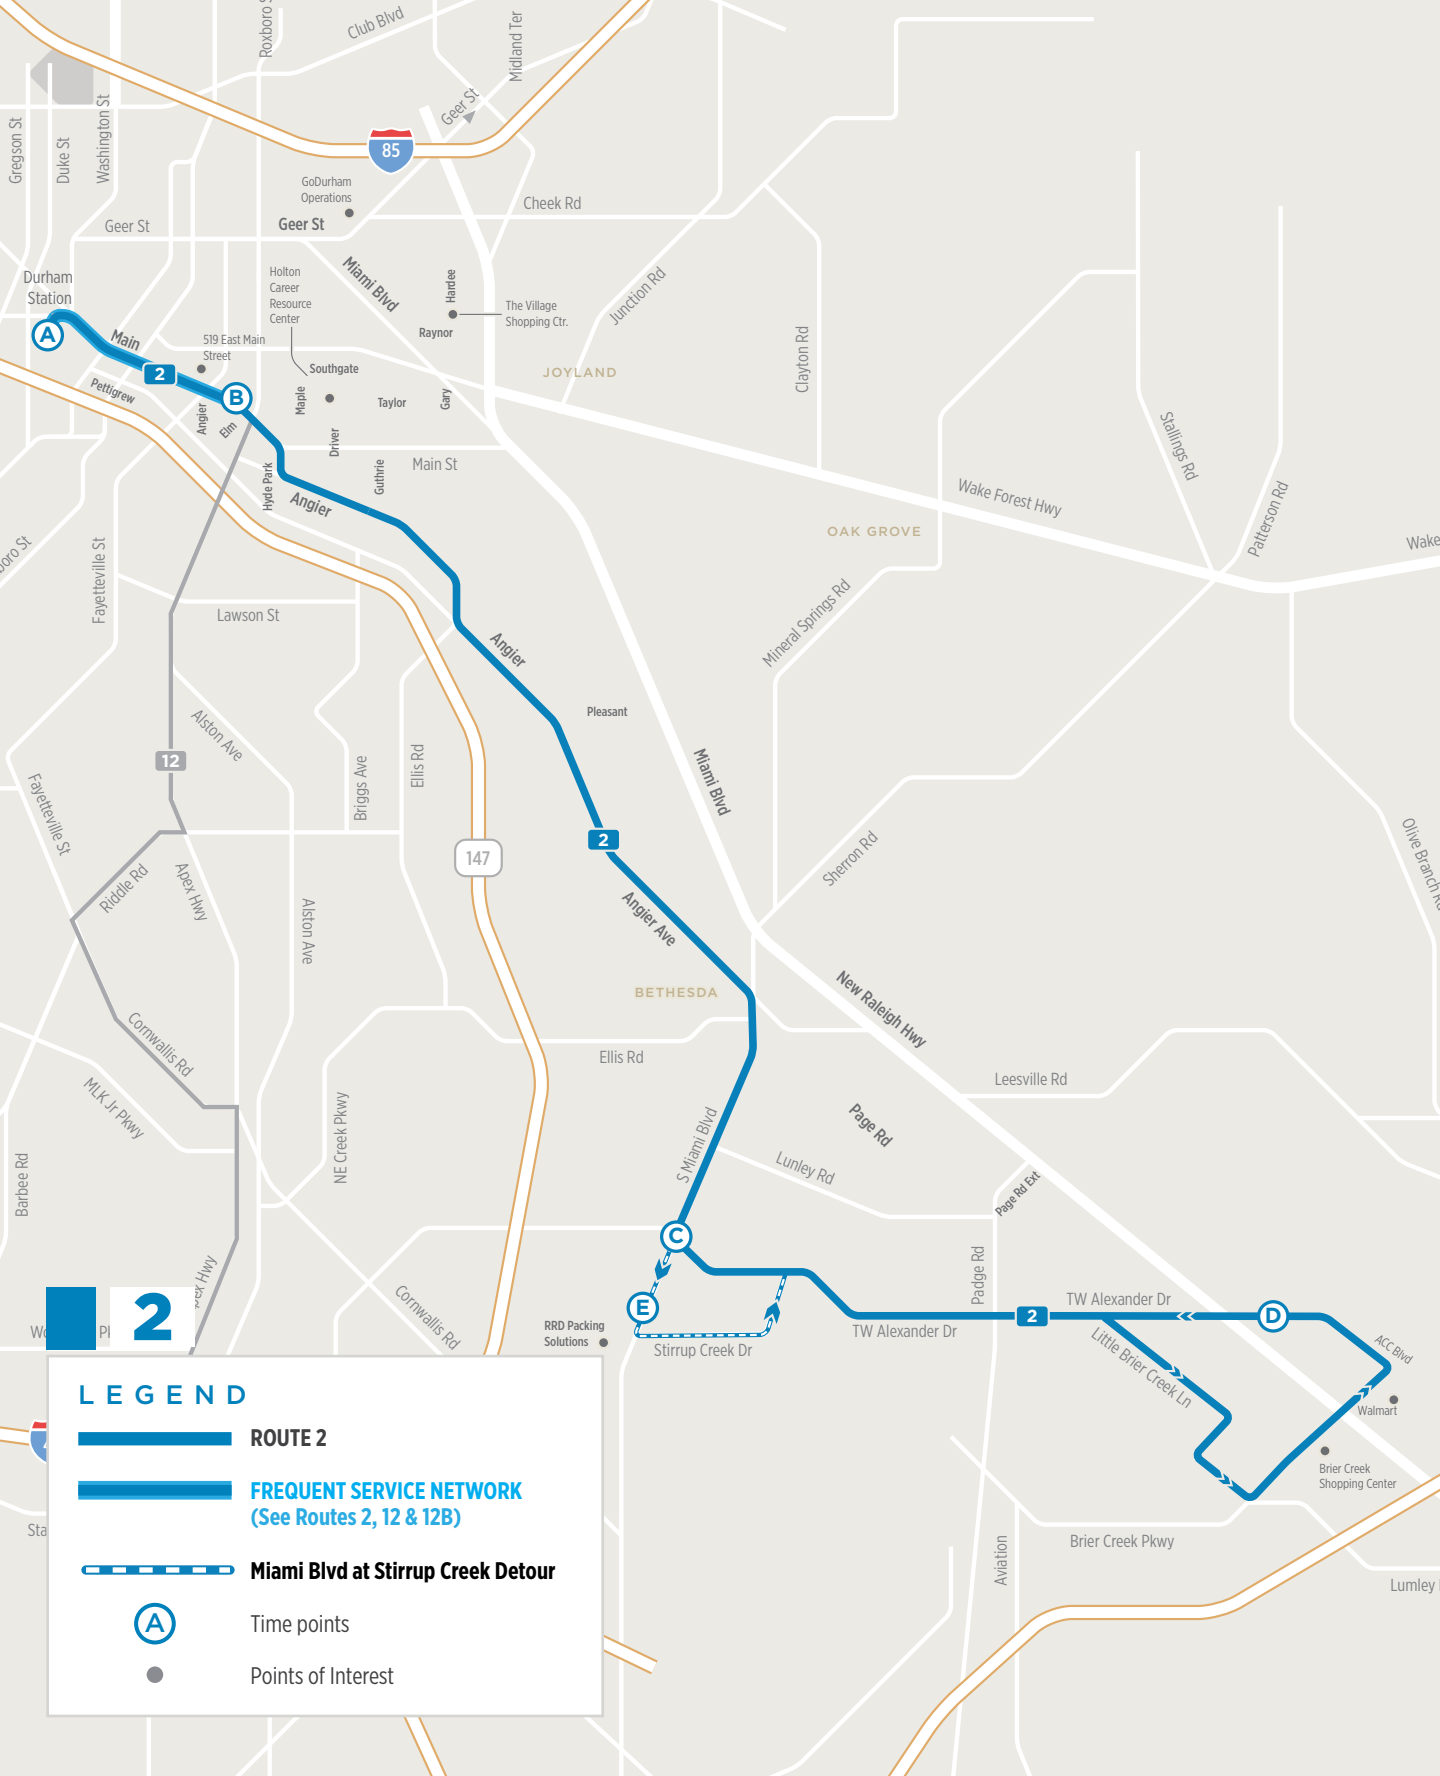 Roxboro S
Club Blvd
Midland Ter
Geer St
Gregson St
Duke St
Washington St
85
GoDurham
Operations
Geer St
Geer St
Cheek Rd
Durham
Station
Holton
Career
Resource
Center
Miami Blvd
Hardee
The Village
Shopping Ctr.
Raynor
Junction Rd
A
Main
519 East Main
Street
2
Southgate
JOYLAND
Clayton Rd
Pettigrew
B
Angier
Elm
Maple
Taylor
Gary
Driver
Main St
Hyde Park
Guthrie
Angier
Stallings Rd
Wake Forest Hwy
Patterson Rd
OAK GROVE
Wake
boro St
Fayetteville St
Lawson St
Mineral Springs Rd
Angier
Pleasant
Alston Ave
12
Briggs Ave
Ellis Rd
Miami Blvd
Fayetteville St
2
147
Sherron Rd
Olive Branch Rd
Riddle Rd
Apex Hwy
Alston Ave
Angier Ave
BETHESDA
New Raleigh Hwy
Cornwallis Rd
Ellis Rd
Leesville Rd
MLK Jr Pkwy
NE Creek Pkwy
S Miami Blvd
Page Rd
Barbee Rd
Lunley Rd
Page Rd Ext
C
Padge Rd
pex Hwy
Cornwallis Rd
E
RRD Packing
Solutions
Stirrup Creek Dr
TW Alexander Dr
2
TW Alexander Dr
D
Little Brier Creek Ln
ACC Blvd
Walmart
Brier Creek
Shopping Center
Wo
Pl
2
LEGEND
ROUTE 2
FREQUENT SERVICE NETWORK
(See Routes 2, 12 & 12B)
Miami Blvd at Stirrup Creek Detour
A
Time points
Points of Interest
Sta
Aviation
Brier Creek Pkwy
Lumley